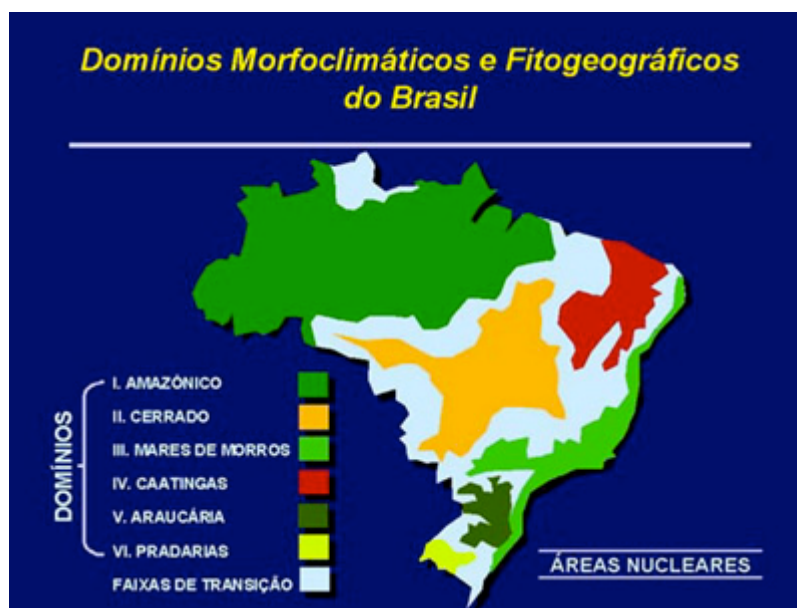 Domínios Morfoclimáticos e Fitogeográficos
do Brasil
DOMÍNIOS
I. AMAZÔNICO
II. CERRADO
III. MARES DE MORROS
IV. CAATINGAS
V. ARAUCÁRIA
VI. PRADARIAS
FAIXAS DE TRANSIÇÃO
ÁREAS NUCLEARES